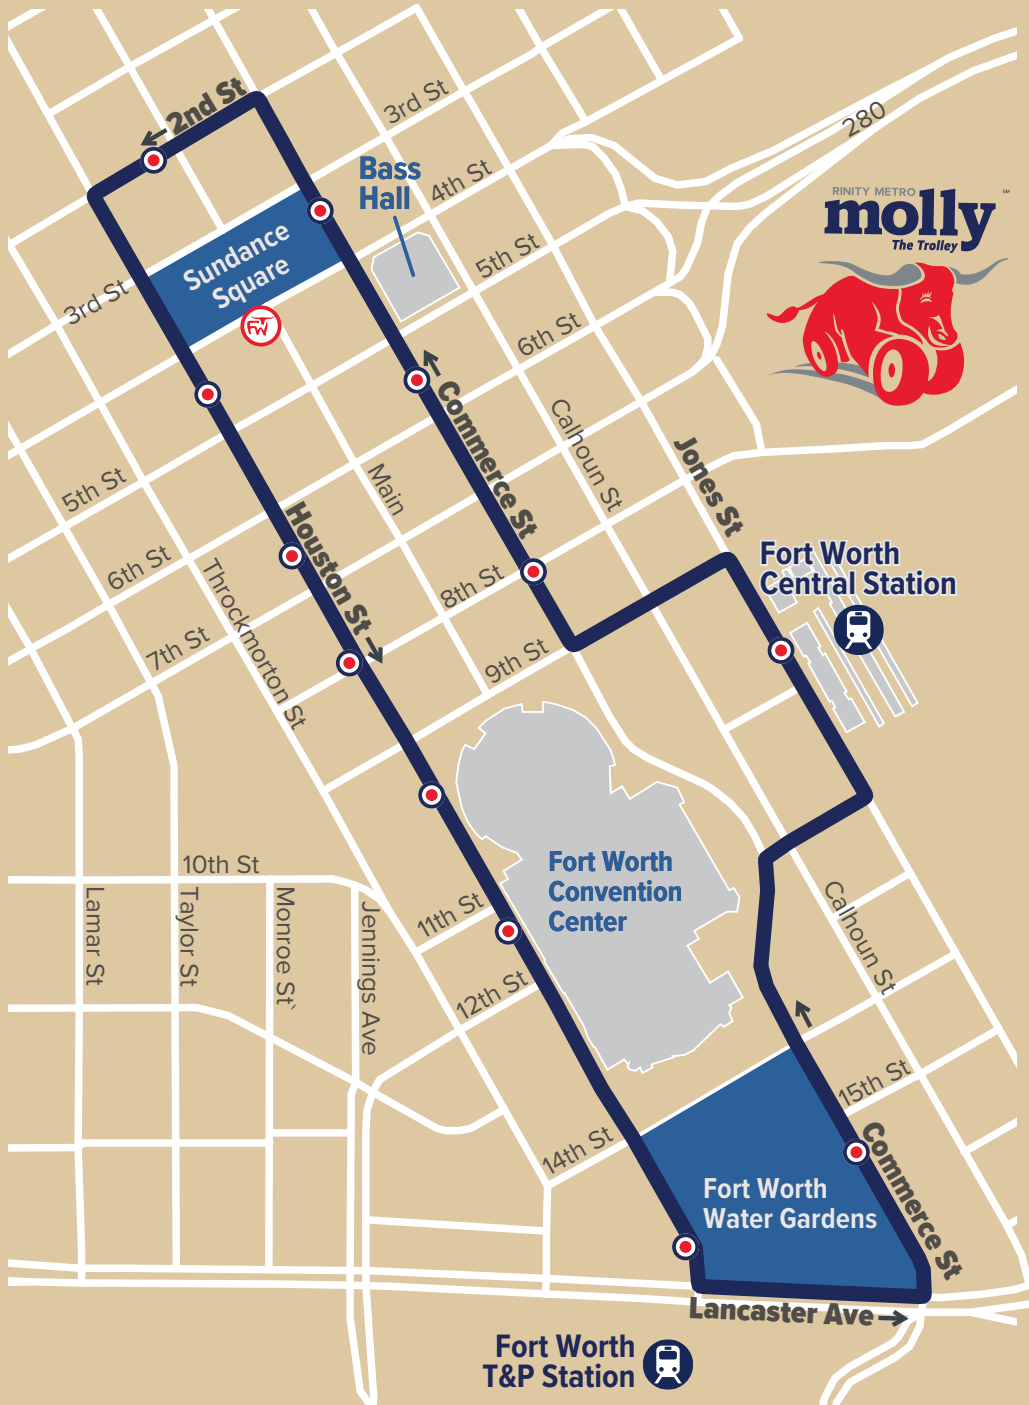 2nd St
3rd St
280
Bass
Hall
4th St
RINITY METRO
SM
molly
The Trolley
Sundance
Square
5th St
3rd St
FW
6th St
Commerce St
Calhoun St
Jones St
5th St
Main
Houston St
6th St
Throckmorton St
8th St
Fort Worth
Central Station
7th St
9th St
10th St
Fort Worth
Convention
Center
Lamar St
Taylor St
Monroe St`
Jennings Ave
11th St
Calhoun St
12th St
15th St
14th St
Commerce St
Fort Worth
Water Gardens
Lancaster Ave
Fort Worth
T&P Station